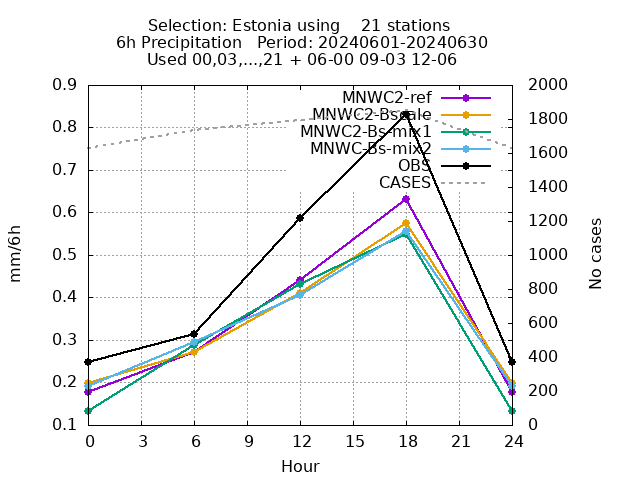 Selection: Estonia using    21 stations
6h Precipitation   Period: 20240601-20240630
Used 00,03,...,21 + 06-00 09-03 12-06
0.9
0.8
0.7
0.6
0.5
0.4
0.3
0.2
0.1
2000
1800
1600
1400
1200
1000
800
600
400
200
0
MNWC2-ref
MNWC2-Bscale
MNWC2-Bs-mix1
MNWC-Bs-mix2
OBS
CASES
mm/6h
No cases
0 3 6 9 12 15 18 21 24
Hour